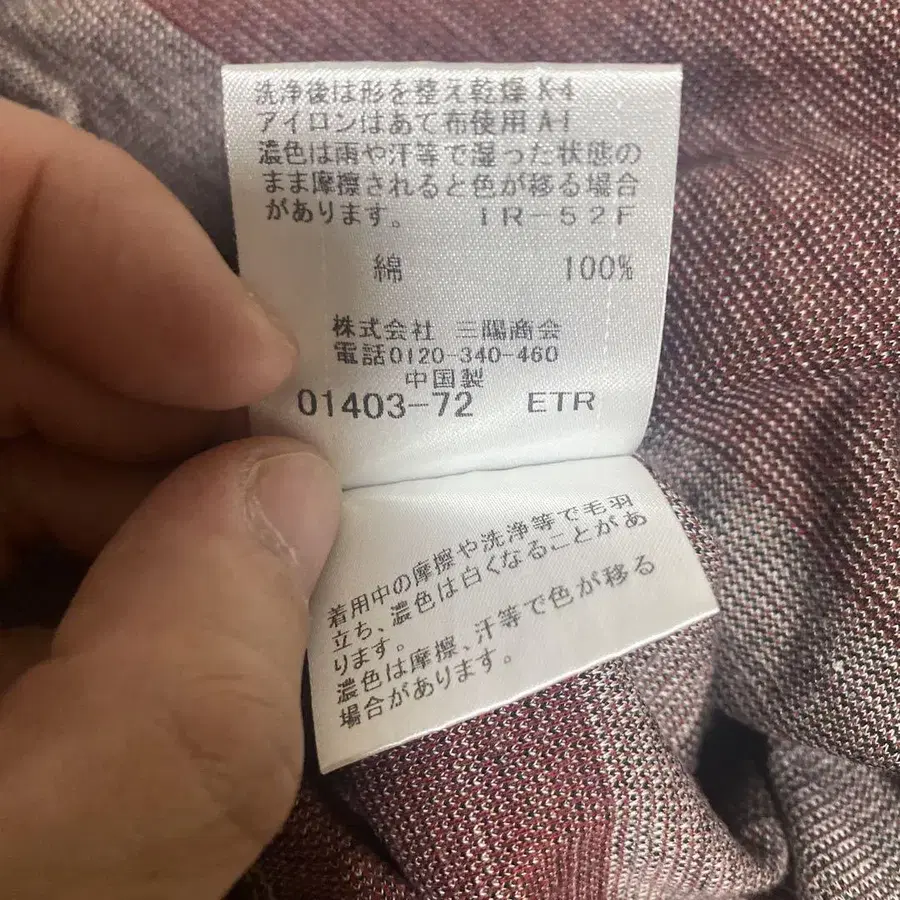 洗浄後は形を整え乾燥 K4
アイロンはあて布使用 A1
濃色は雨や汗等で湿った状態の
まま摩擦されると色が移る場合
があります。 IR-52F
綿 100%
株式会社 三陽商会
電話0120-340-460
中国製
01403-72 ETR
着用中の摩擦や洗浄等で毛羽
立ち、濃色は白くなることがあ
ります。
濃色は摩擦、汗等で色が移る
場合があります。